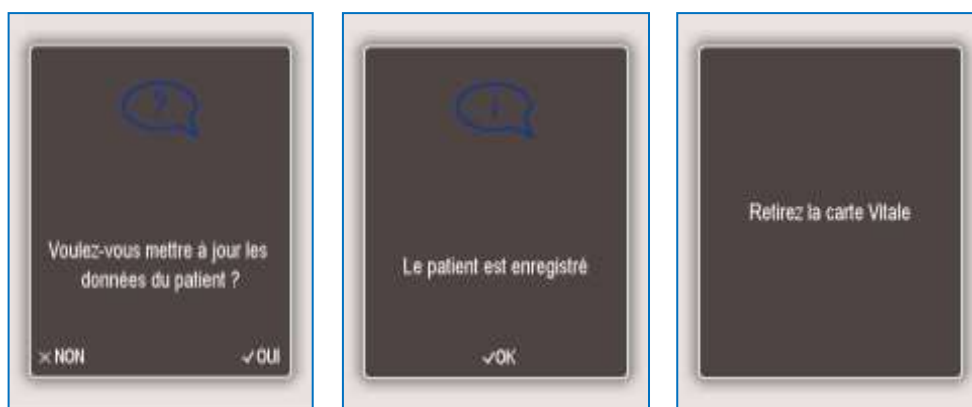 ?
Voulez-vous mettre à jour les
données du patient ?
×NON ✓OUI
i
Le patient est enregistré
✓OK
Retirez la carte Vitale